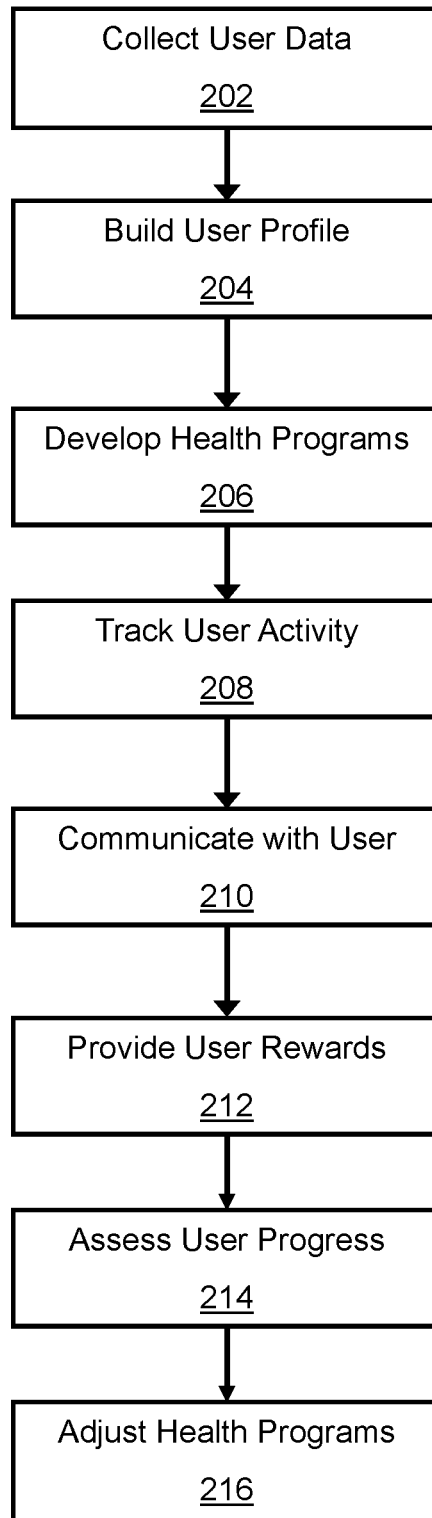 Collect User Data
202
Build User Profile
204
Develop Health Programs
206
Track User Activity
208
Communicate with User
210
Provide User Rewards
212
Assess User Progress
214
Adjust Health Programs
216